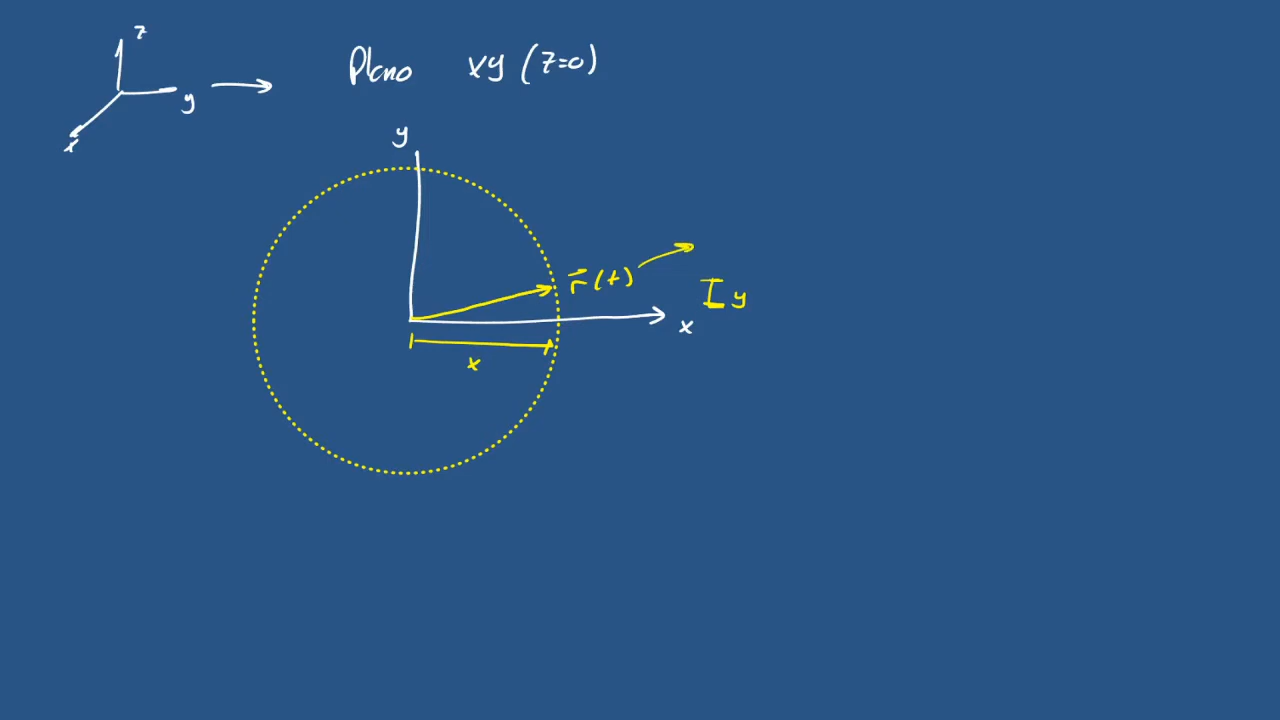 z
y
x
Plano xy (z=0)
y
r⃗(t)
y
x
x